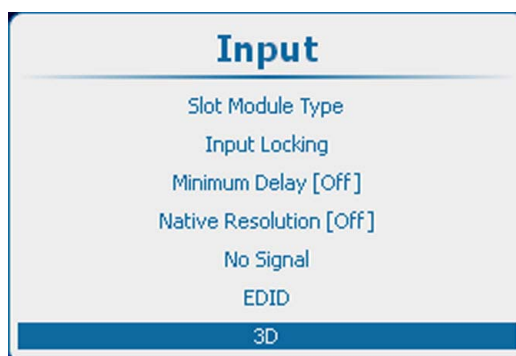 Input
Slot Module Type
Input Locking
Minimum Delay [Off]
Native Resolution [Off]
No Signal
EDID
3D